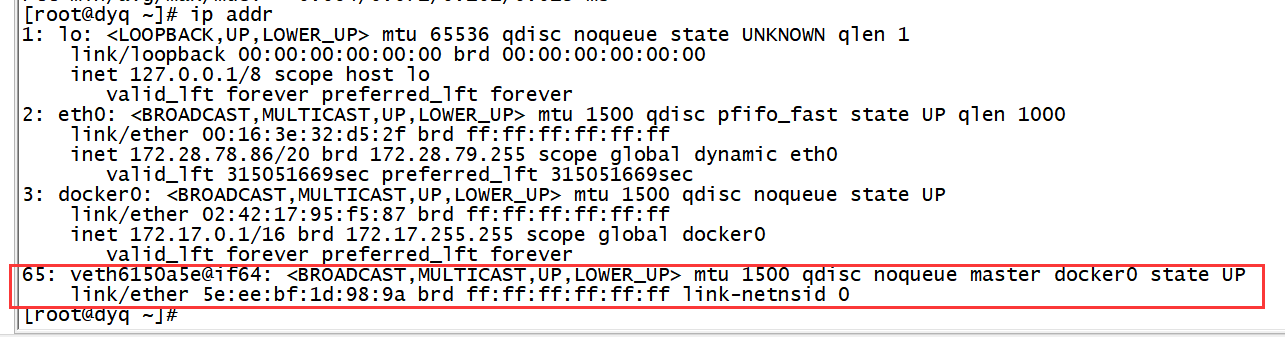 [root@dyq ~]# ip addr
1: lo: <LOOPBACK,UP,LOWER_UP> mtu 65536 qdisc noqueue state UNKNOWN qlen 1
link/loopback 00:00:00:00:00:00 brd 00:00:00:00:00:00
inet 127.0.0.1/8 scope host lo
valid_lft forever preferred_lft forever
2: eth0: <BROADCAST,MULTICAST,UP,LOWER_UP> mtu 1500 qdisc pfifo_fast state UP qlen 1000
link/ether 00:16:3e:32:d5:2f brd ff:ff:ff:ff:ff:ff
inet 172.28.78.86/20 brd 172.28.79.255 scope global dynamic eth0
valid_lft 315051669sec preferred_lft 315051669sec
3: docker0: <BROADCAST,MULTICAST,UP,LOWER_UP> mtu 1500 qdisc noqueue state UP
link/ether 02:42:17:95:f5:87 brd ff:ff:ff:ff:ff:ff
inet 172.17.0.1/16 brd 172.17.255.255 scope global docker0
valid_lft forever preferred_lft forever
65: veth6150a5e@if64: <BROADCAST,MULTICAST,UP,LOWER_UP> mtu 1500 qdisc noqueue master docker0 state UP
link/ether 5e:ee:bf:1d:98:9a brd ff:ff:ff:ff:ff:ff link-netnsid 0
[root@dyq ~]#